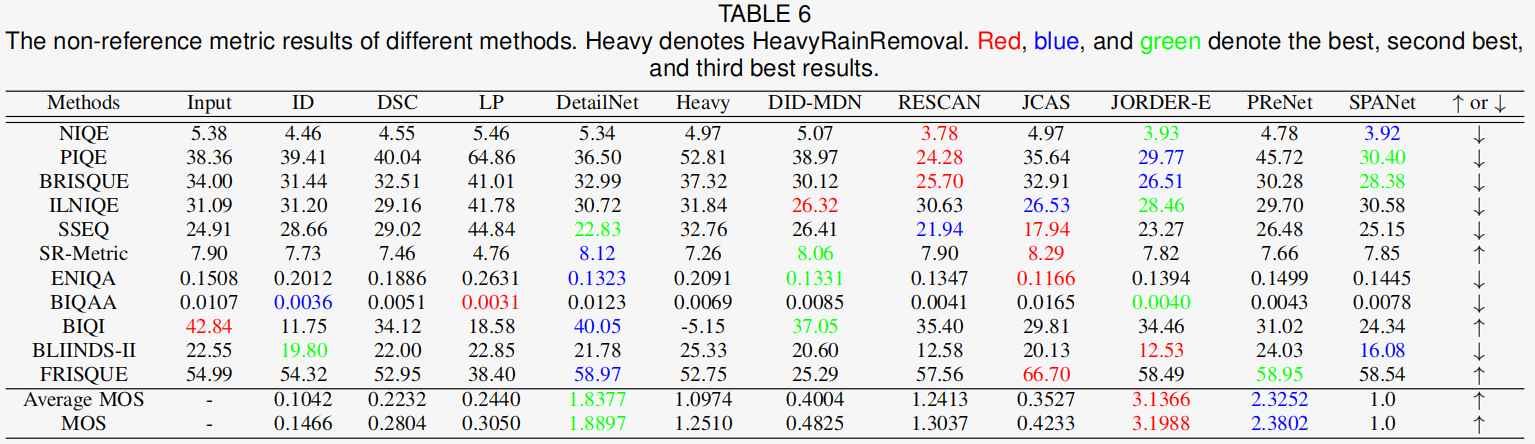 TABLE 6
The non-reference metric results of different methods. Heavy denotes HeavyRainRemoval. Red, blue, and green denote the best, second best,
and third best results.
Methods Input ID DSC LP DetailNet Heavy DID-MDN RESCAN JCAS JORDER-E PReNet SPANet ↑ or ↓
NIQE 5.38 4.46 4.55 5.46 5.34 4.97 5.07 3.78 4.97 3.93 4.78 3.92 ↓
PIQE 38.36 39.41 40.04 64.86 36.50 52.81 38.97 24.28 35.64 29.77 45.72 30.40 ↓
BRISQUE 34.00 31.44 32.51 41.01 32.99 37.32 30.12 25.70 32.91 26.51 30.28 28.38 ↓
ILNIQE 31.09 31.20 29.16 41.78 30.72 31.84 26.32 30.63 26.53 28.46 29.70 30.58 ↓
SSEQ 24.91 28.66 29.02 44.84 22.83 32.76 26.41 21.94 17.94 23.27 26.48 25.15 ↓
SR-Metric 7.90 7.73 7.46 4.76 8.12 7.26 8.06 7.90 8.29 7.82 7.66 7.85 ↑
ENIQA 0.1508 0.2012 0.1886 0.2631 0.1323 0.2091 0.1331 0.1347 0.1166 0.1394 0.1499 0.1445 ↓
BIQAA 0.0107 0.0036 0.0051 0.0031 0.0123 0.0069 0.0085 0.0041 0.0165 0.0040 0.0043 0.0078 ↓
BIQI 42.84 11.75 34.12 18.58 40.05 -5.15 37.05 35.40 29.81 34.46 31.02 24.34 ↑
BLIINDS-II 22.55 19.80 22.00 22.85 21.78 25.33 20.60 12.58 20.13 12.53 24.03 16.08 ↓
FRISQUE 54.99 54.32 52.95 38.40 58.97 52.75 25.29 57.56 66.70 58.49 58.95 58.54 ↑
Average MOS - 0.1042 0.2232 0.2440 1.8377 1.0974 0.4004 1.2413 0.3527 3.1366 2.3252 1.0 ↑
MOS - 0.1466 0.2804 0.3050 1.8897 1.2510 0.4825 1.3037 0.4233 3.1988 2.3802 1.0 ↑